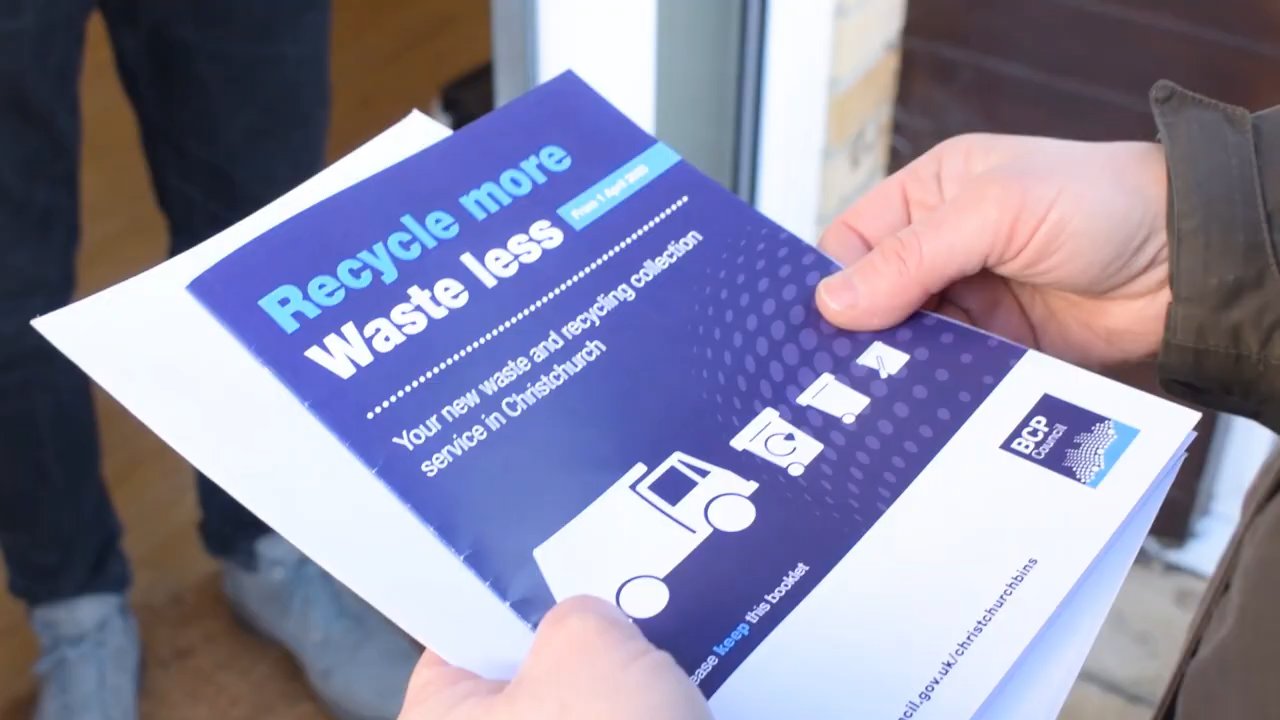 Recycle more
Waste less
From 1 April 2020
Your new waste and recycling collection
service in Christchurch
BCP
Council
keep this booklet
.gov.uk/christchurchbins